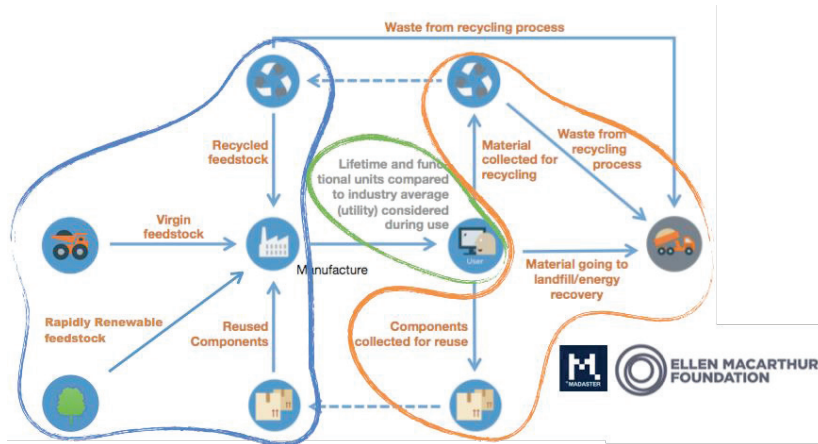 Waste from recycling process
Recycled
feedstock
Material
collected for
recycling
Waste from
recycling
process
Lifetime and func
tional units compared
to industry average
(utility) considered
during use
Virgin
feedstock
User
Manufacture
Material going to
landfill/energy
recovery
Rapidly Renewable
feedstock
Reused
Components
Components
collected for reuse
M.
MADASTER
ELLEN MACARTHUR
FOUNDATION